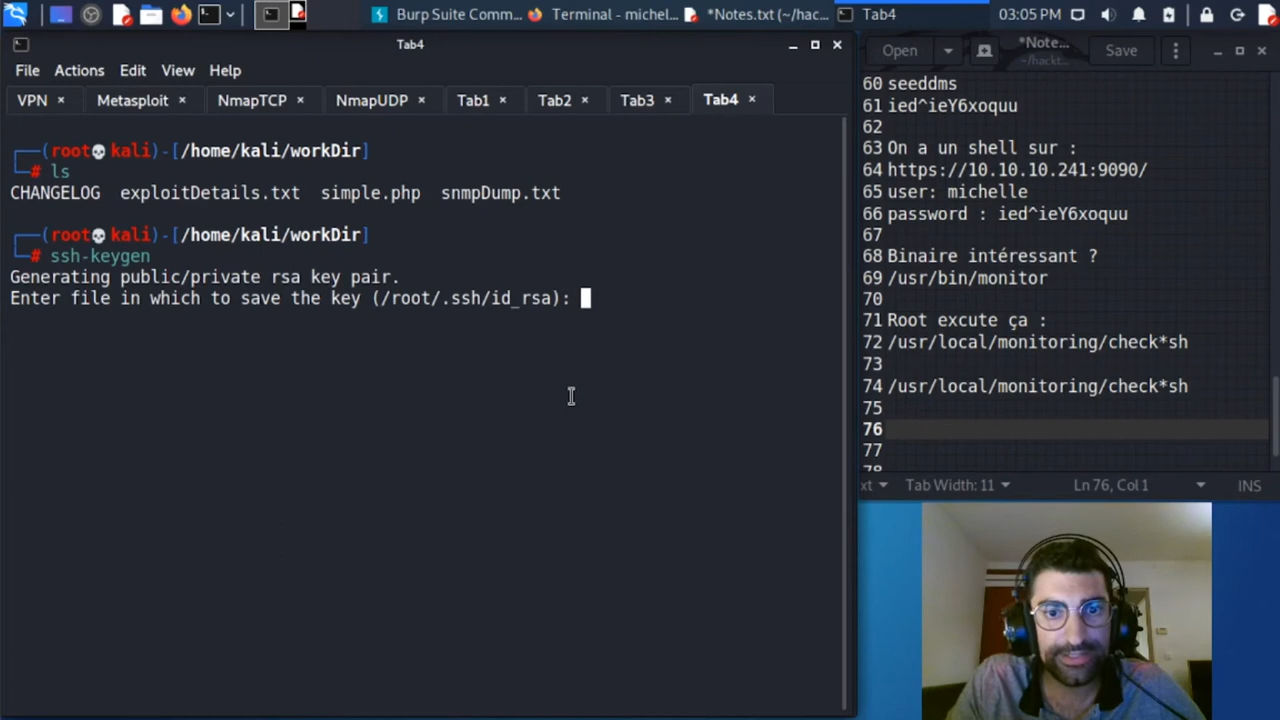 Burp Suite Comm...
Terminal - michel...
*Notes.txt (~/hac...
Tab4
03:05 PM
Tab4
File Actions Edit View Help
VPN Metasploit NmapTCP NmapUDP Tab1 Tab2 Tab3 Tab4
(root💀kali)-[/home/kali/workDir]
# ls
CHANGELOG exploitDetails.txt simple.php snmpDump.txt
(root💀kali)-[/home/kali/workDir]
# ssh-keygen
Generating public/private rsa key pair.
Enter file in which to save the key (/root/.ssh/id_rsa):
Open
*Note...
~/hackt...
Save
60 seeddms
61 ied^ieY6xoquu
62
63 On a un shell sur :
64 https://10.10.10.241:9090/
65 user: michelle
66 password : ied^ieY6xoquu
67
68 Binaire intéressant ?
69 /usr/bin/monitor
70
71 Root excute ça :
72 /usr/local/monitoring/check*sh
73
74 /usr/local/monitoring/check*sh
75
76
77
78
xt Tab Width: 11 Ln 76, Col 1 INS